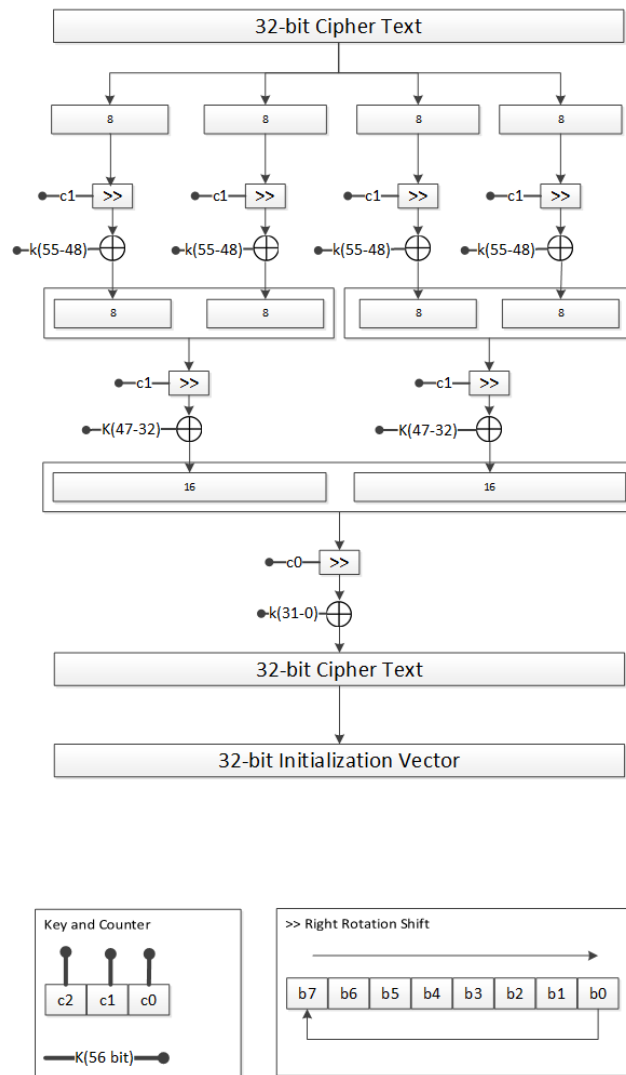 32-bit Cipher Text
8 8 8 8
c1 >> c1 >> c1 >> c1 >>
k(55-48) k(55-48) k(55-48) k(55-48)
8 8 8 8
c1 >> c1 >>
K(47-32) K(47-32)
16 16
c0 >>
k(31-0)
32-bit Cipher Text
32-bit Initialization Vector
Key and Counter
c2 c1 c0
K(56 bit)
>> Right Rotation Shift
b7 b6 b5 b4 b3 b2 b1 b0